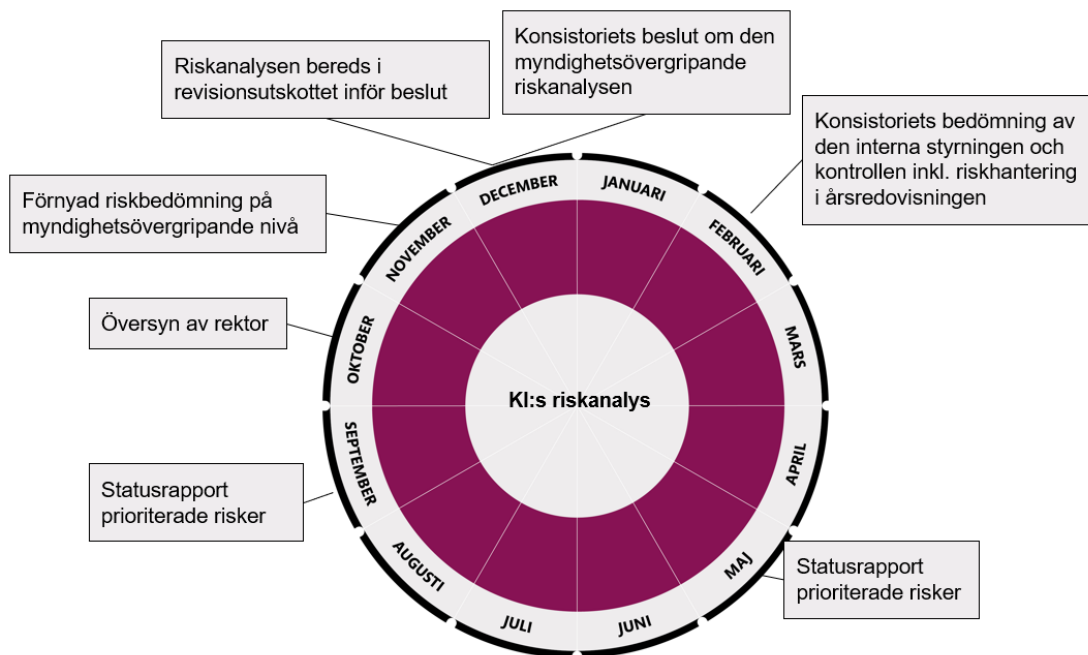 Konsistoriets beslut om den
myndighetsövergripande
riskanalysen
Riskanalysen bereds i
revisionsutskottet inför beslut
Konsistoriets bedömning av
den interna styrningen och
kontrollen inkl. riskhantering
i årsredovisningen
Förnyad riskbedömning på
myndighetsövergripande nivå
Översyn av rektor
Statusrapport
prioriterade risker
Statusrapport
prioriterade risker
JANUARI
FEBRUARI
MARS
APRIL
MAJ
JUNI
JULI
AUGUSTI
SEPTEMBER
OKTOBER
NOVEMBER
DECEMBER
KI:s riskanalys